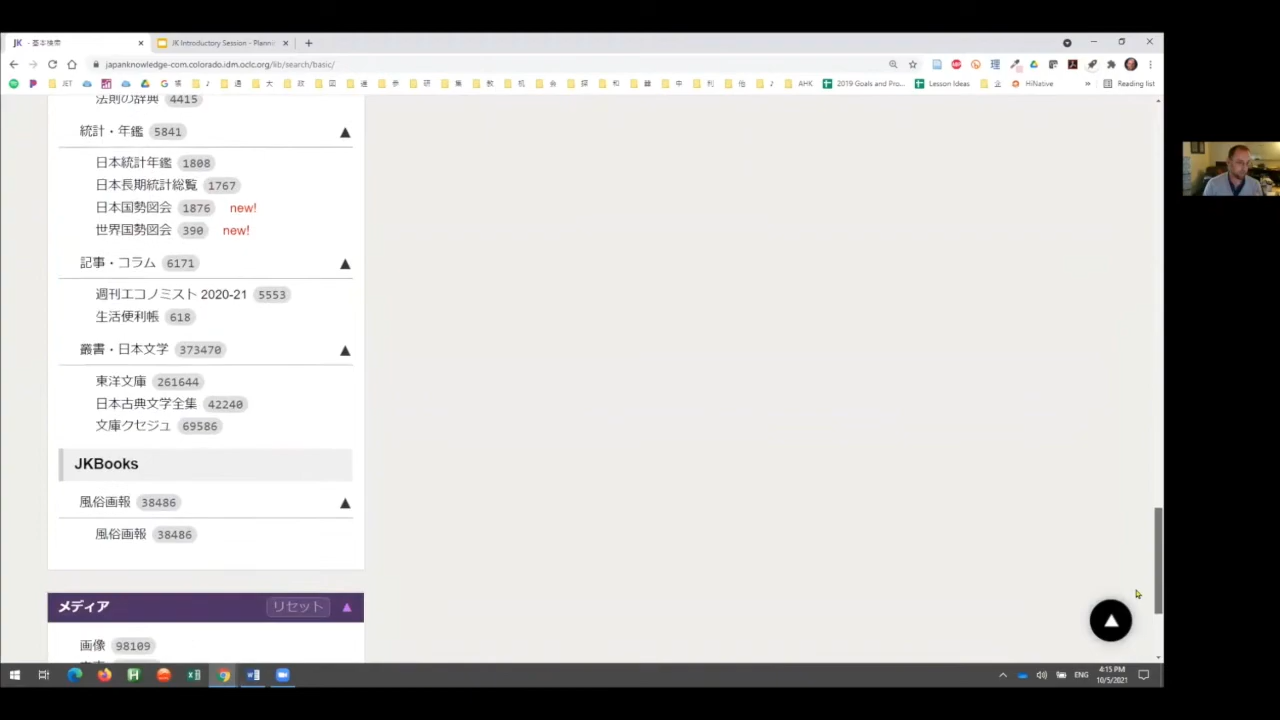 JK - 基本検索
JK Introductory Session - Planni
japanknowledge-com.colorado.idm.oclc.org/lib/search/basic/
JET
AHK
2019 Goals and Pro...
Lesson Ideas
HiNative
Reading list
法則の辞典 4415
統計・年鑑 5841 ▲
日本統計年鑑 1808
日本長期統計総覧 1767
日本国勢図会 1876 new!
世界国勢図会 390 new!
記事・コラム 6171 ▲
週刊エコノミスト 2020-21 5553
生活便利帳 618
叢書・日本文学 373470 ▲
東洋文庫 261644
日本古典文学全集 42240
文庫クセジュ 69586
JKBooks
風俗画報 38486 ▲
風俗画報 38486
メディア リセット ▲
画像 98109
ENG
4:15 PM
10/5/2021